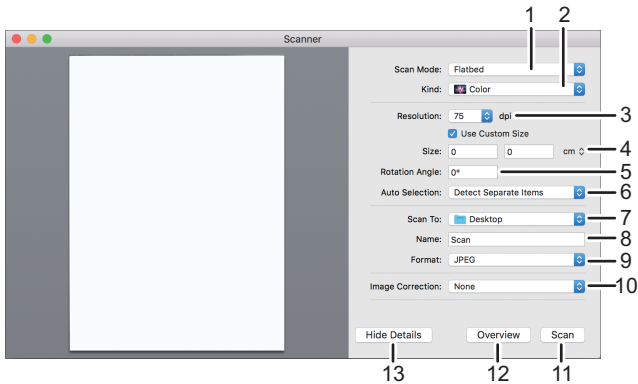 1 2
Scanner
Scan Mode: Flatbed
Kind: Color
Resolution: 75 dpi 3
Use Custom Size
Size: 0 0 cm 4
Rotation Angle: 0° 5
Auto Selection: Detect Separate Items 6
Scan To: Desktop 7
Name: Scan 8
Format: JPEG 9
Image Correction: None 10
Hide Details Overview Scan
13 12 11